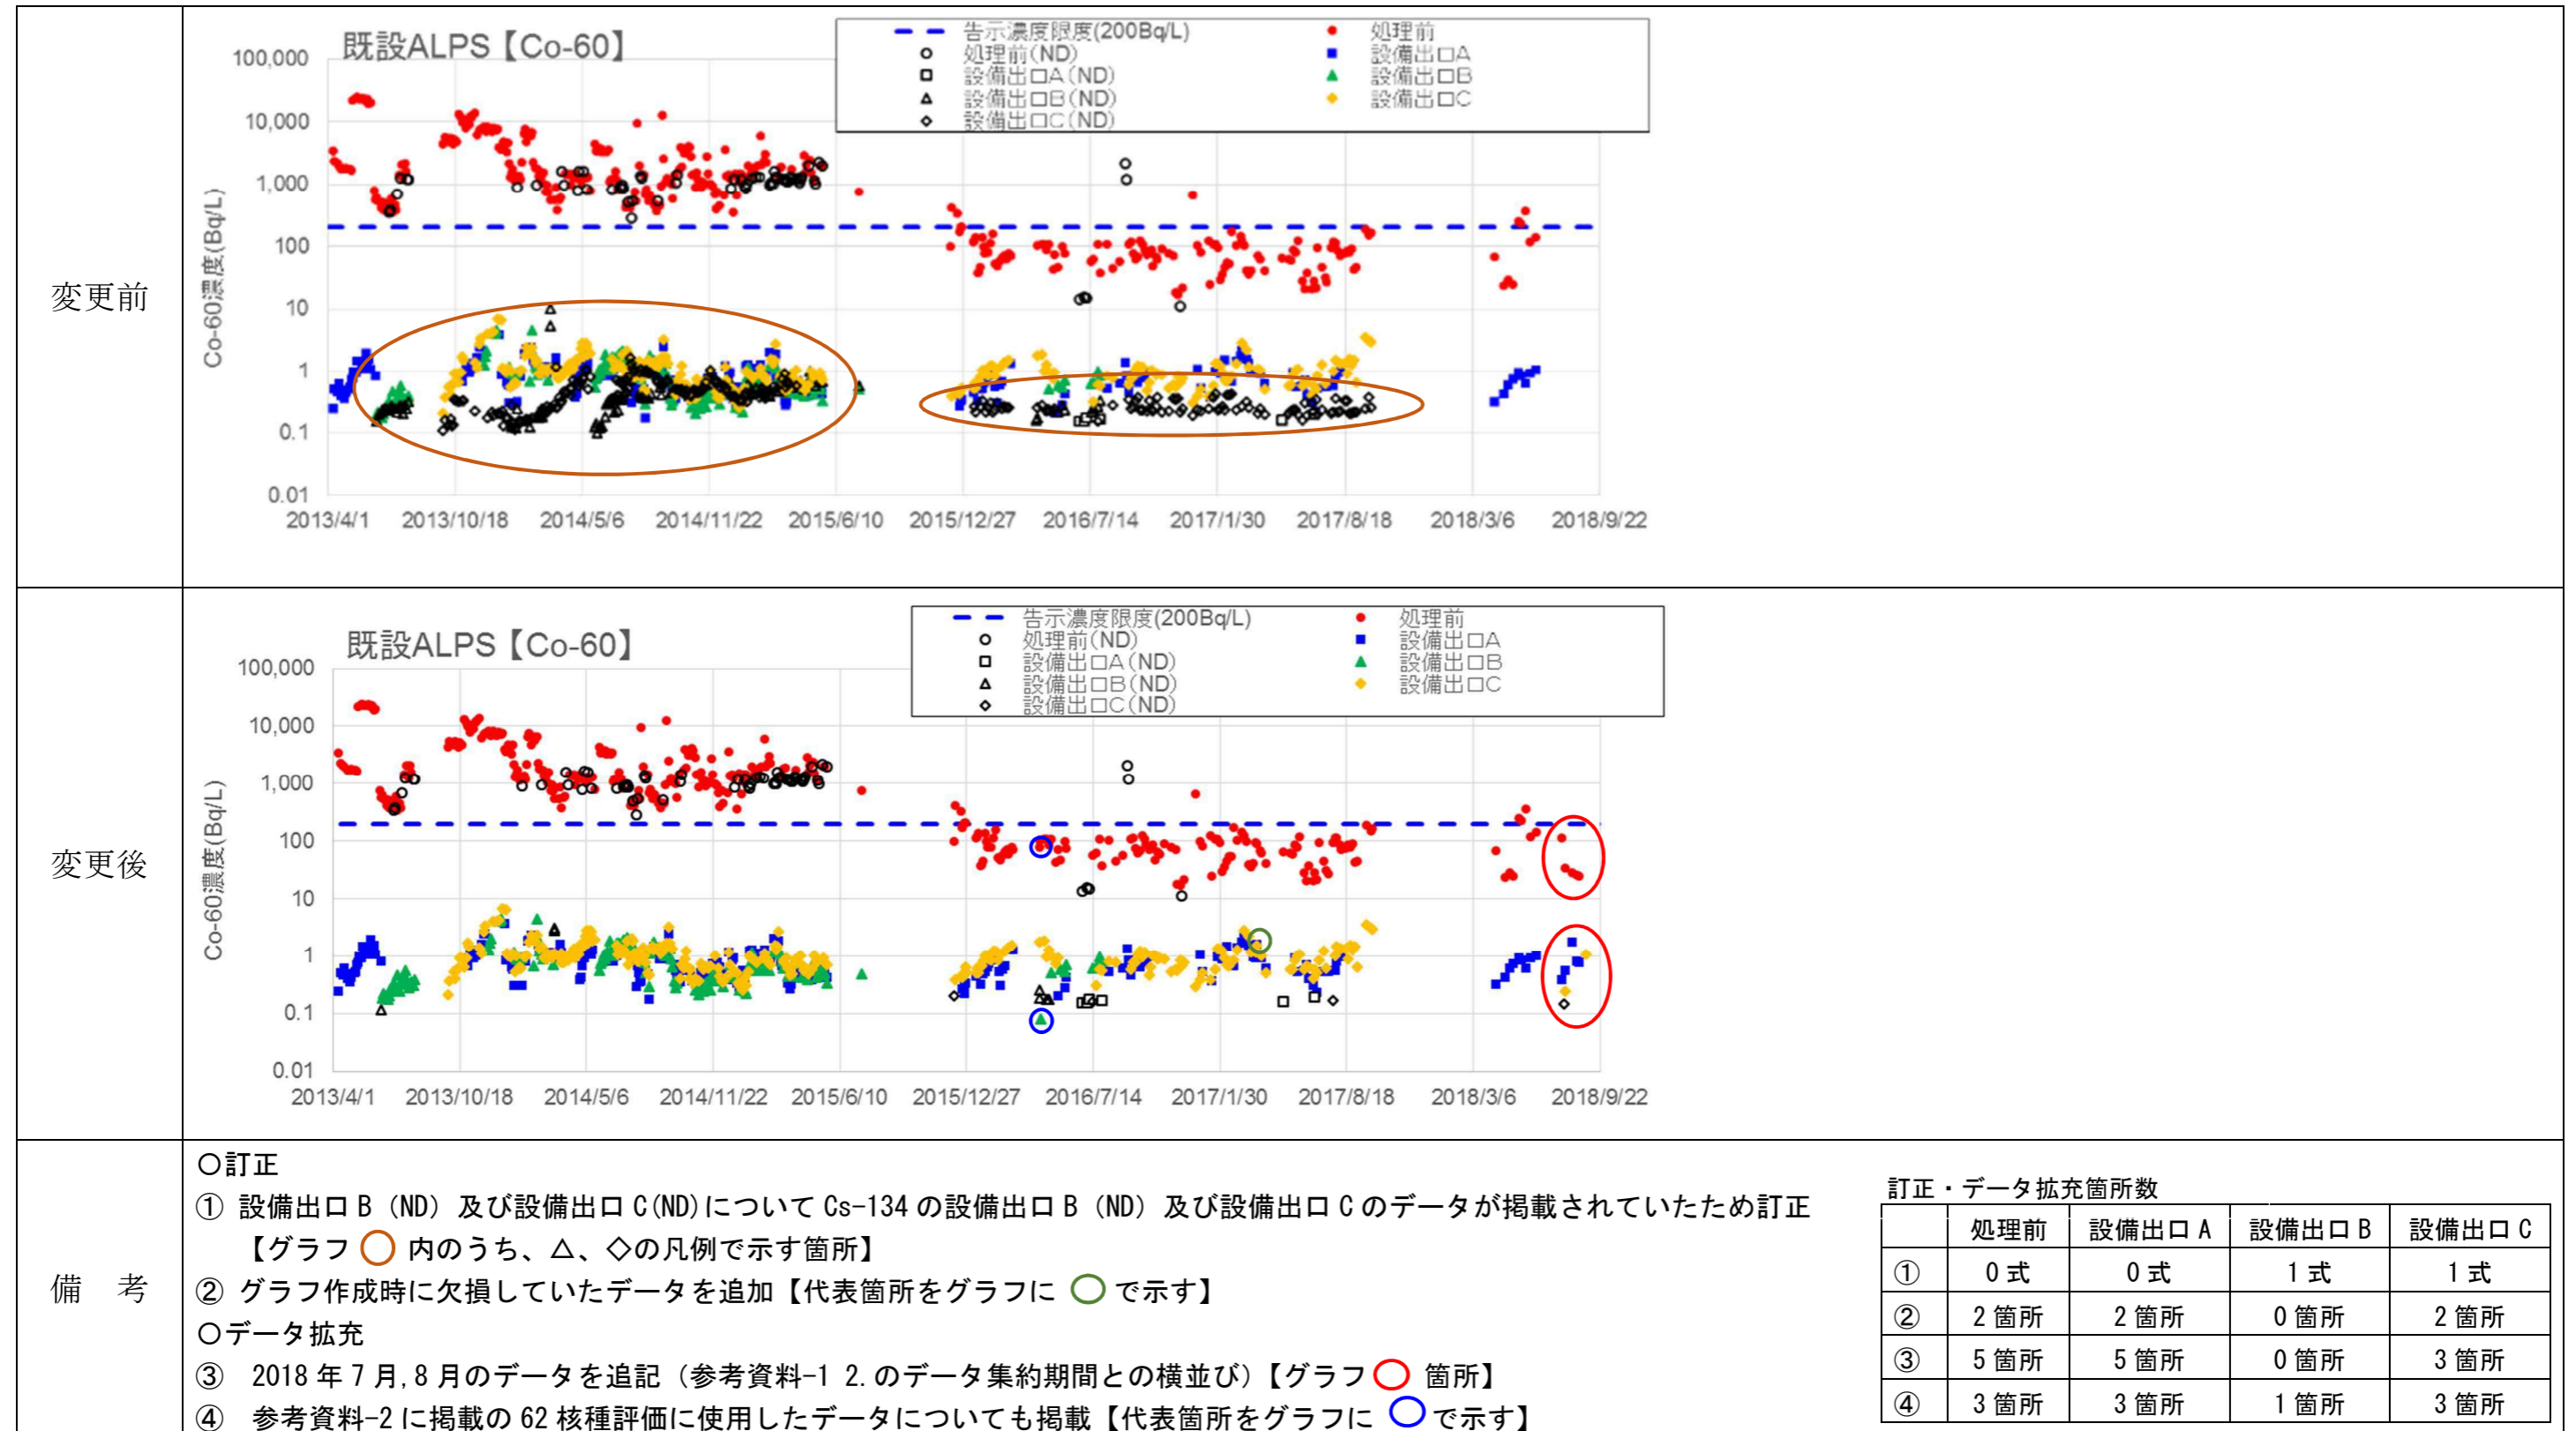 変更前
既設ALPS【Co-60】
告示濃度限度(200Bq/L)
処理前
処理前(ND)
設備出口A
設備出口A(ND)
設備出口B
設備出口B(ND)
設備出口C
設備出口C(ND)
Co-60濃度(Bq/L)
100,000
10,000
1,000
100
10
1
0.1
0.01
2013/4/1 2013/10/18 2014/5/6 2014/11/22 2015/6/10 2015/12/27 2016/7/14 2017/1/30 2017/8/18 2018/3/6 2018/9/22
変更後
既設ALPS【Co-60】
告示濃度限度(200Bq/L)
処理前
処理前(ND)
設備出口A
設備出口A(ND)
設備出口B
設備出口B(ND)
設備出口C
設備出口C(ND)
Co-60濃度(Bq/L)
100,000
10,000
1,000
100
10
1
0.1
0.01
2013/4/1 2013/10/18 2014/5/6 2014/11/22 2015/6/10 2015/12/27 2016/7/14 2017/1/30 2017/8/18 2018/3/6 2018/9/22
備 考
○訂正
① 設備出口B（ND）及び設備出口C(ND)についてCs-134の設備出口B（ND）及び設備出口Cのデータが掲載されていたため訂正
【グラフ○内のうち、△、◇の凡例で示す箇所】
② グラフ作成時に欠損していたデータを追加【代表箇所をグラフに○で示す】
○データ拡充
③ 2018年7月,8月のデータを追記（参考資料-1 2.のデータ集約期間との横並び）【グラフ○箇所】
④ 参考資料-2に掲載の62核種評価に使用したデータについても掲載【代表箇所をグラフに○で示す】
訂正・データ拡充箇所数
処理前 設備出口A 設備出口B 設備出口C
① 0式 0式 1式 1式
② 2箇所 2箇所 0箇所 2箇所
③ 5箇所 5箇所 0箇所 3箇所
④ 3箇所 3箇所 1箇所 3箇所